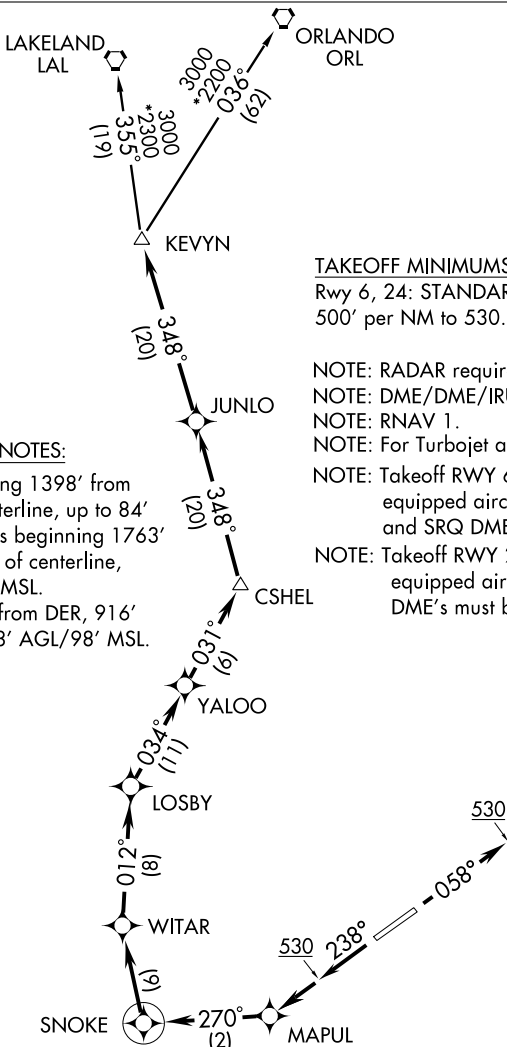 LAKELAND
LAL
ORLANDO
ORL
3000
*2300
355°
(19)
3000
*2200
036°
(62)
KEVYN
TAKEOFF MINIMUMS
Rwy 6, 24: STANDAR
500' per NM to 530.
348°
(20)
NOTE: RADAR requir
NOTE: DME/DME/IRU
NOTE: RNAV 1.
NOTE: For Turbojet a
NOTE: Takeoff RWY 6
equipped airc
and SRQ DME
NOTE: Takeoff RWY 2
equipped air
DME's must b
JUNLO
NOTES:
ng 1398' from
terline, up to 84'
s beginning 1763'
of centerline,
MSL.
from DER, 916'
8' AGL/98' MSL.
348°
(20)
CSHEL
031°
(6)
YALOO
034°
(11)
LOSBY
012°
(8)
530
058°
WITAR
530
238°
(9)
SNOKE
270°
(2)
MAPUL